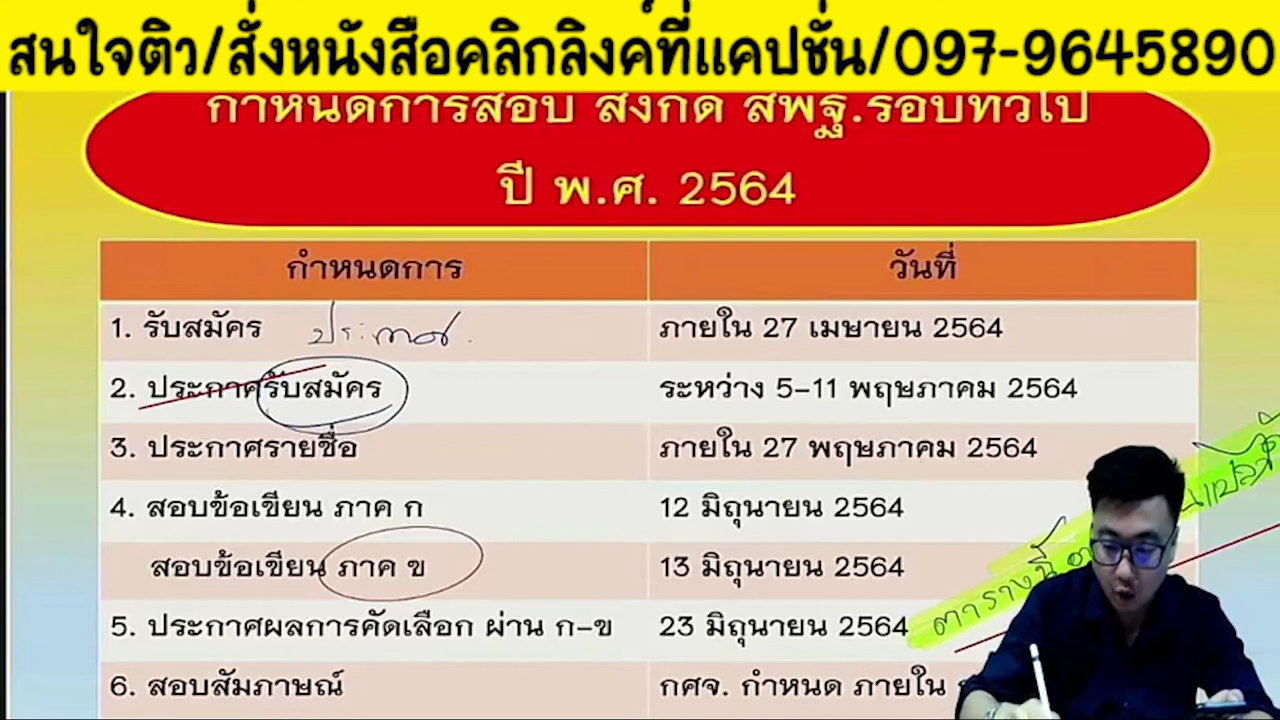 สนใจติว/สั่งหนังสือคลิกลิงค์ที่แคปชั่น/097-9645890
กำหนดการสอบ สังกัด สพฐ.รอบทั่วไป
ปี พ.ศ. 2564
กำหนดการ วันที่
1. รับสมัคร ประกาศ. ภายใน 27 เมษายน 2564
2. ประกาศรับสมัคร ระหว่าง 5-11 พฤษภาคม 2564
3. ประกาศรายชื่อ ภายใน 27 พฤษภาคม 2564
4. สอบข้อเขียน ภาค ก 12 มิถุนายน 2564
สอบข้อเขียน ภาค ข 13 มิถุนายน 2564
5. ประกาศผลการคัดเลือก ผ่าน ก-ข 23 มิถุนายน 2564
6. สอบสัมภาษณ์ กศจ. กำหนด ภายใน
ตารางนี้